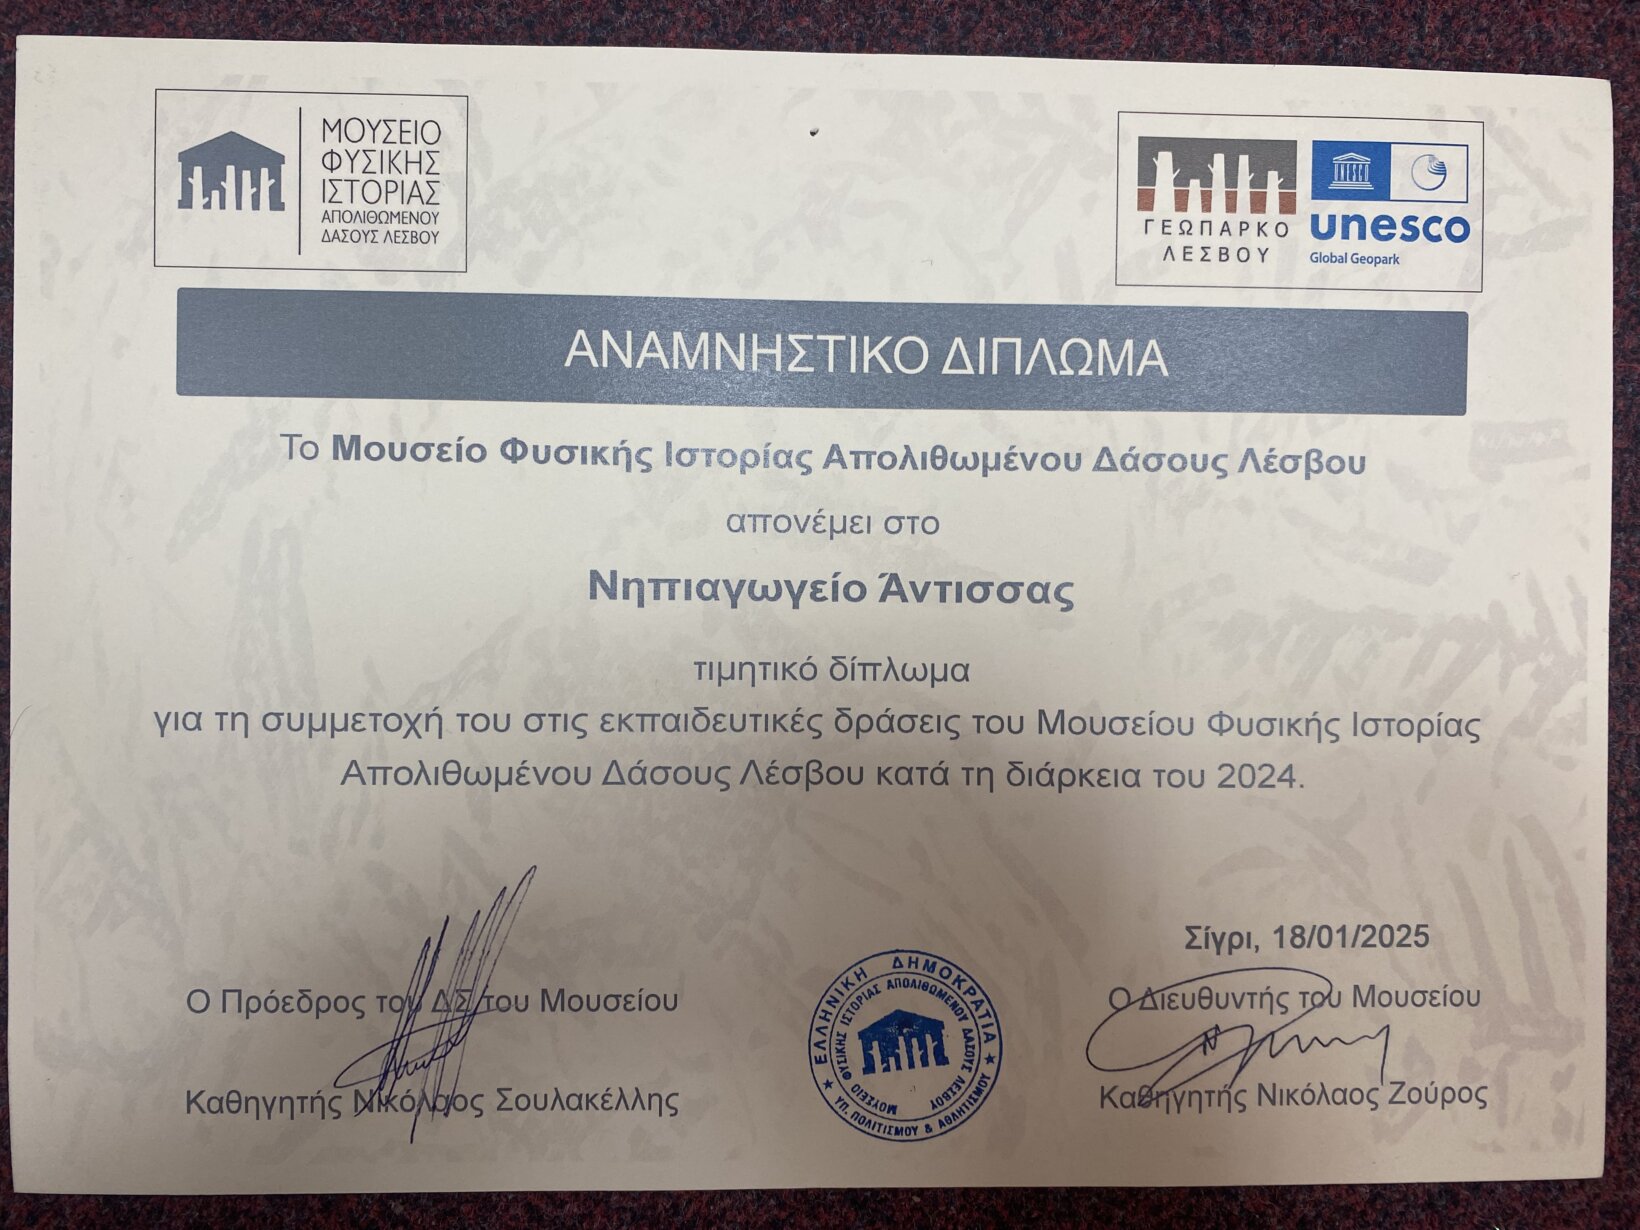 ΜΟΥΣΕΙΟ
ΦΥΣΙΚΗΣ
ΙΣΤΟΡΙΑΣ
ΑΠΟΛΙΘΩΜΕΝΟΥ
ΔΑΣΟΥΣ ΛΕΣΒΟΥ
ΓΕΩΠΑΡΚΟ
ΛΕΣΒΟΥ
UNESCO
unesco
Global Geopark
ΑΝΑΜΝΗΣΤΙΚΟ ΔΙΠΛΩΜΑ
Το Μουσείο Φυσικής Ιστορίας Απολιθωμένου Δάσους Λέσβου
απονέμει στο
Νηπιαγωγείο Άντισσας
τιμητικό δίπλωμα
για τη συμμετοχή του στις εκπαιδευτικές δράσεις του Μουσείου Φυσικής Ιστορίας
Απολιθωμένου Δάσους Λέσβου κατά τη διάρκεια του 2024.
Σίγρι, 18/01/2025
Ο Πρόεδρος του ΔΣ του Μουσείου
Καθηγητής Νικόλαος Σουλακέλλης
ΕΛΛΗΝΙΚΗ ΔΗΜΟΚΡΑΤΙΑ
ΥΠ. ΠΟΛΙΤΙΣΜΟΥ & ΑΘΛΗΤΙΣΜΟΥ
ΜΟΥΣΕΙΟ ΦΥΣΙΚΗΣ ΙΣΤΟΡΙΑΣ ΑΠΟΛΙΘΩΜΕΝΟΥ ΔΑΣΟΥΣ ΛΕΣΒΟΥ
Ο Διευθυντής του Μουσείου
Καθηγητής Νικόλαος Ζούρος